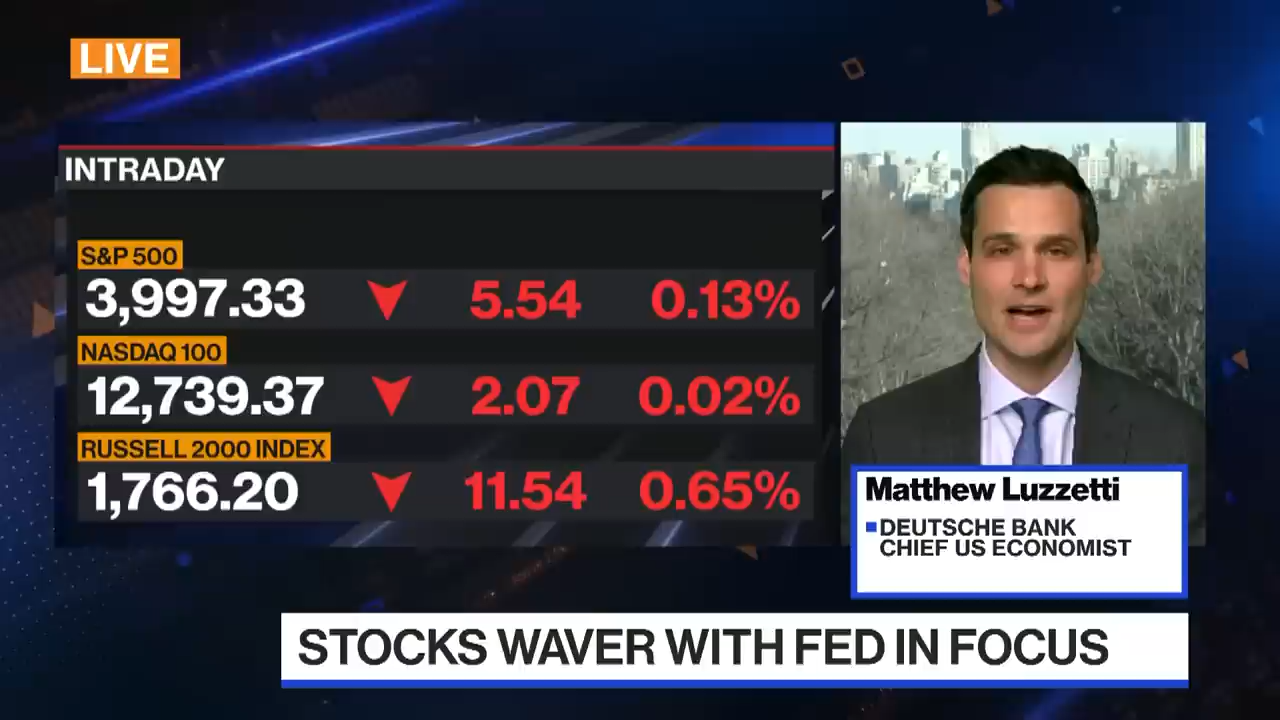 LIVE
INTRADAY
S&P 500
3,997.33 5.54 0.13%
NASDAQ 100
12,739.37 2.07 0.02%
RUSSELL 2000 INDEX
1,766.20 11.54 0.65%
Matthew Luzzetti
DEUTSCHE BANK
CHIEF US ECONOMIST
STOCKS WAVER WITH FED IN FOCUS